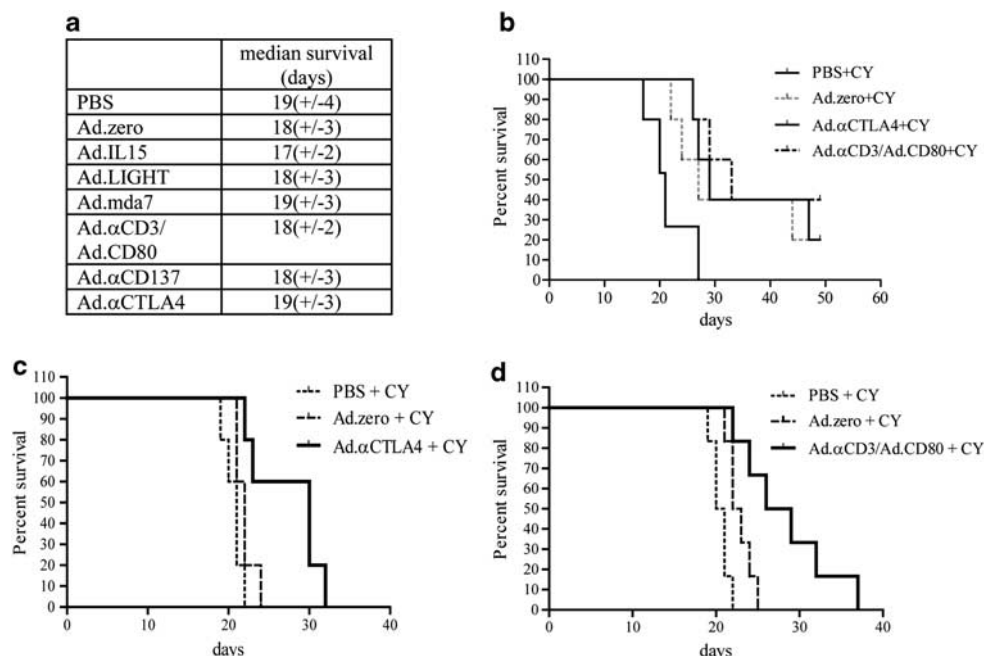 a
median survival
(days)
PBS 19(+/-4)
Ad.zero 18(+/-3)
Ad.IL15 17(+/-2)
Ad.LIGHT 18(+/-3)
Ad.mda7 19(+/-3)
Ad.αCD3/ 18(+/-2)
Ad.CD80
Ad.αCD137 18(+/-3)
Ad.αCTLA4 19(+/-3)
b
Percent survival
110
100
90
80
70
60
50
40
30
20
10
0
0 10 20 30 40 50 60
days
PBS+CY
Ad.zero+CY
Ad.αCTLA4+CY
Ad.αCD3/Ad.CD80+CY
c
Percent survival
110
100
90
80
70
60
50
40
30
20
10
0
0 10 20 30 40
days
PBS + CY
Ad.zero + CY
Ad.αCTLA4 + CY
d
Percent survival
110
100
90
80
70
60
50
40
30
20
10
0
0 10 20 30 40
days
PBS + CY
Ad.zero + CY
Ad.αCD3/Ad.CD80 + CY